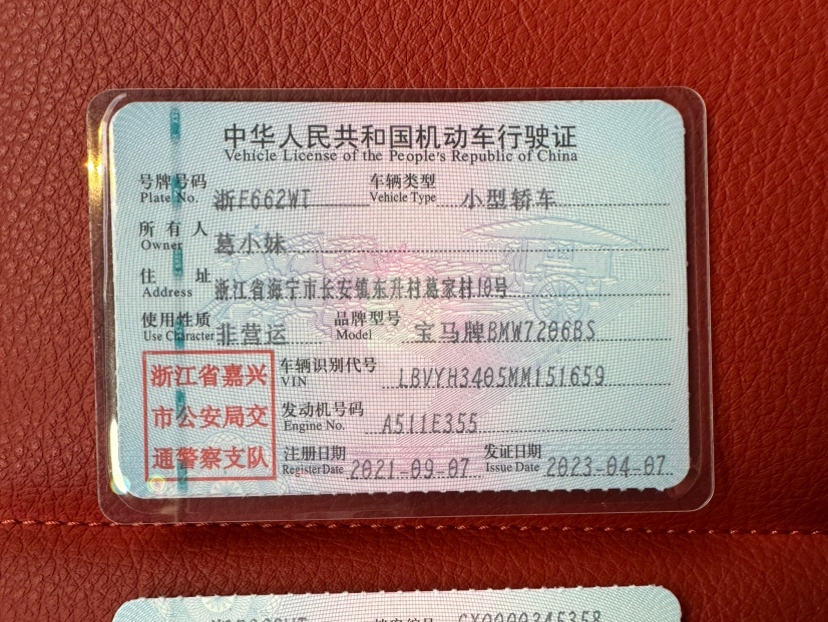 中华人民共和国机动车行驶证
Vehicle License of the People's Republic of China
号牌号码 浙F662WT 车辆类型 小型轿车
Plate No. Vehicle Type
所有人 葛小妹
Owner
住址 浙江省海宁市长安镇东升村葛家村10号
Address
使用性质 非营运 品牌型号 宝马牌BMW7206BS
Use Character Model
浙江省嘉兴
市公安局交
通警察支队
车辆识别代号 LBVYH3405MM151659
VIN
发动机号码 A511E355
Engine No.
注册日期 2021-09-07 发证日期 2023-04-07
Register Date Issue Date